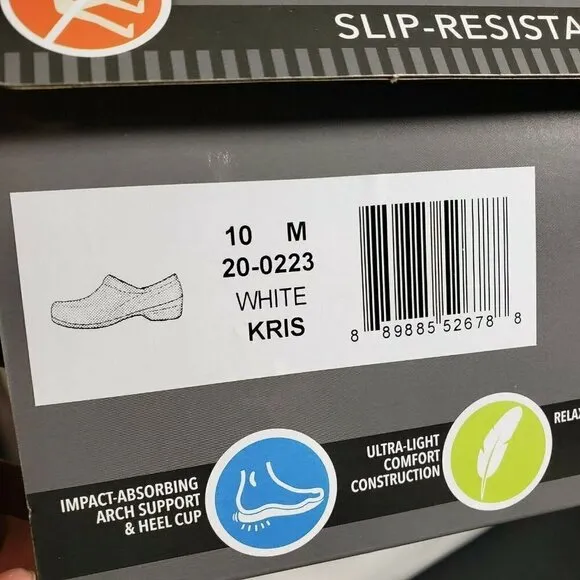 SLIP-RESISTA
10 M
20-0223
WHITE
KRIS
8 89885 52678 8
IMPACT-ABSORBING
ARCH SUPPORT
& HEEL CUP
ULTRA-LIGHT
COMFORT
CONSTRUCTION
RELAX